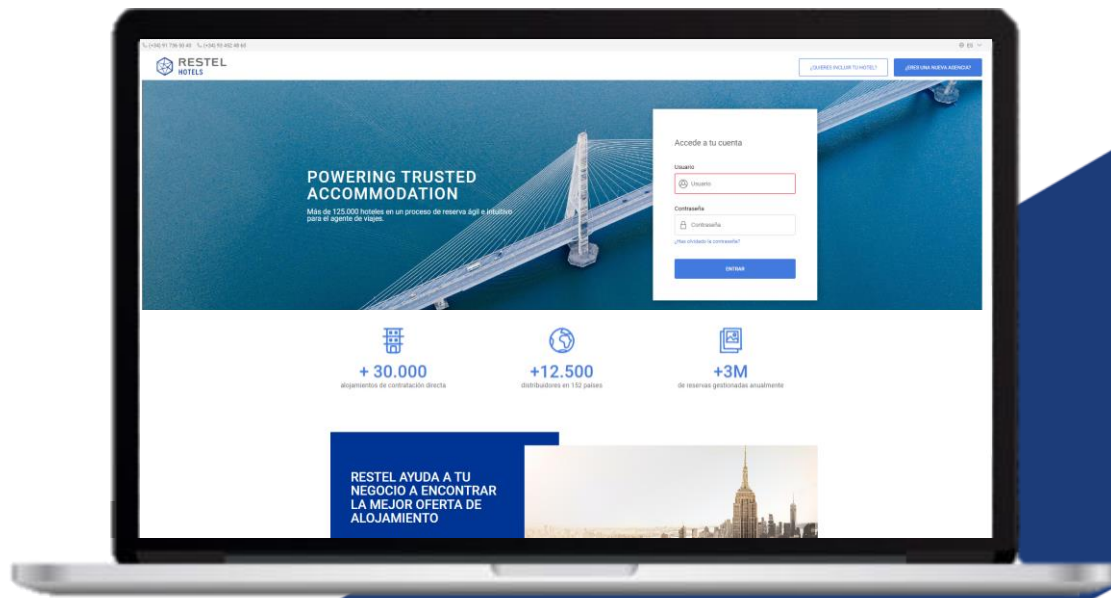 ES
RESTEL
HOTELS
¿QUIERES INCLUIR TU HOTEL?
¿ERES UNA NUEVA AGENCIA?
POWERING TRUSTED
ACCOMMODATION
Más de 125.000 hoteles en un proceso de reserva ágil e intuitivo
para el agente de viajes.
Accede a tu cuenta
Usuario
Usuario
Contraseña
Contraseña
¿Has olvidado la contraseña?
ENTRAR
+ 30.000
alojamientos de contratación directa
+12.500
distribuidores en 152 países
+3M
de reservas gestionadas anualmente
RESTEL AYUDA A TU
NEGOCIO A ENCONTRAR
LA MEJOR OFERTA DE
ALOJAMIENTO